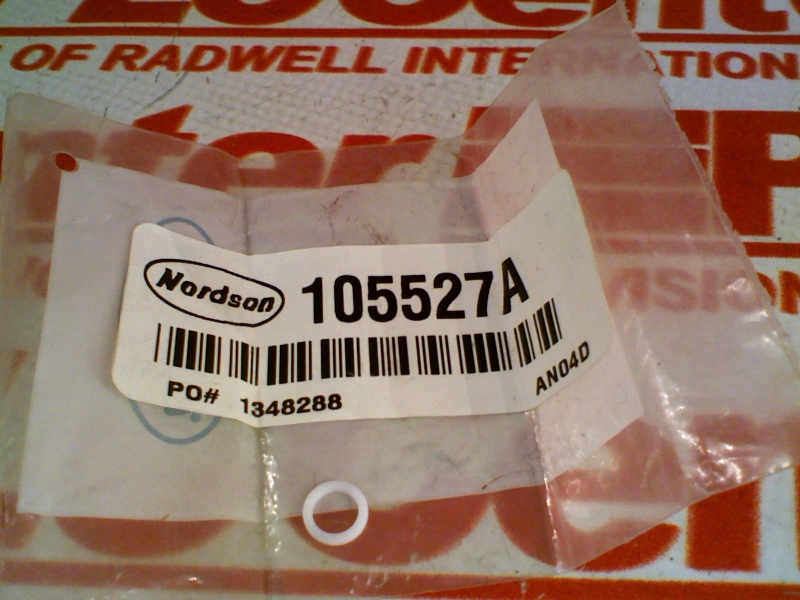 OF RADWELL INTERNATION
Nordson 105527A
PO# 1348288
AN04D